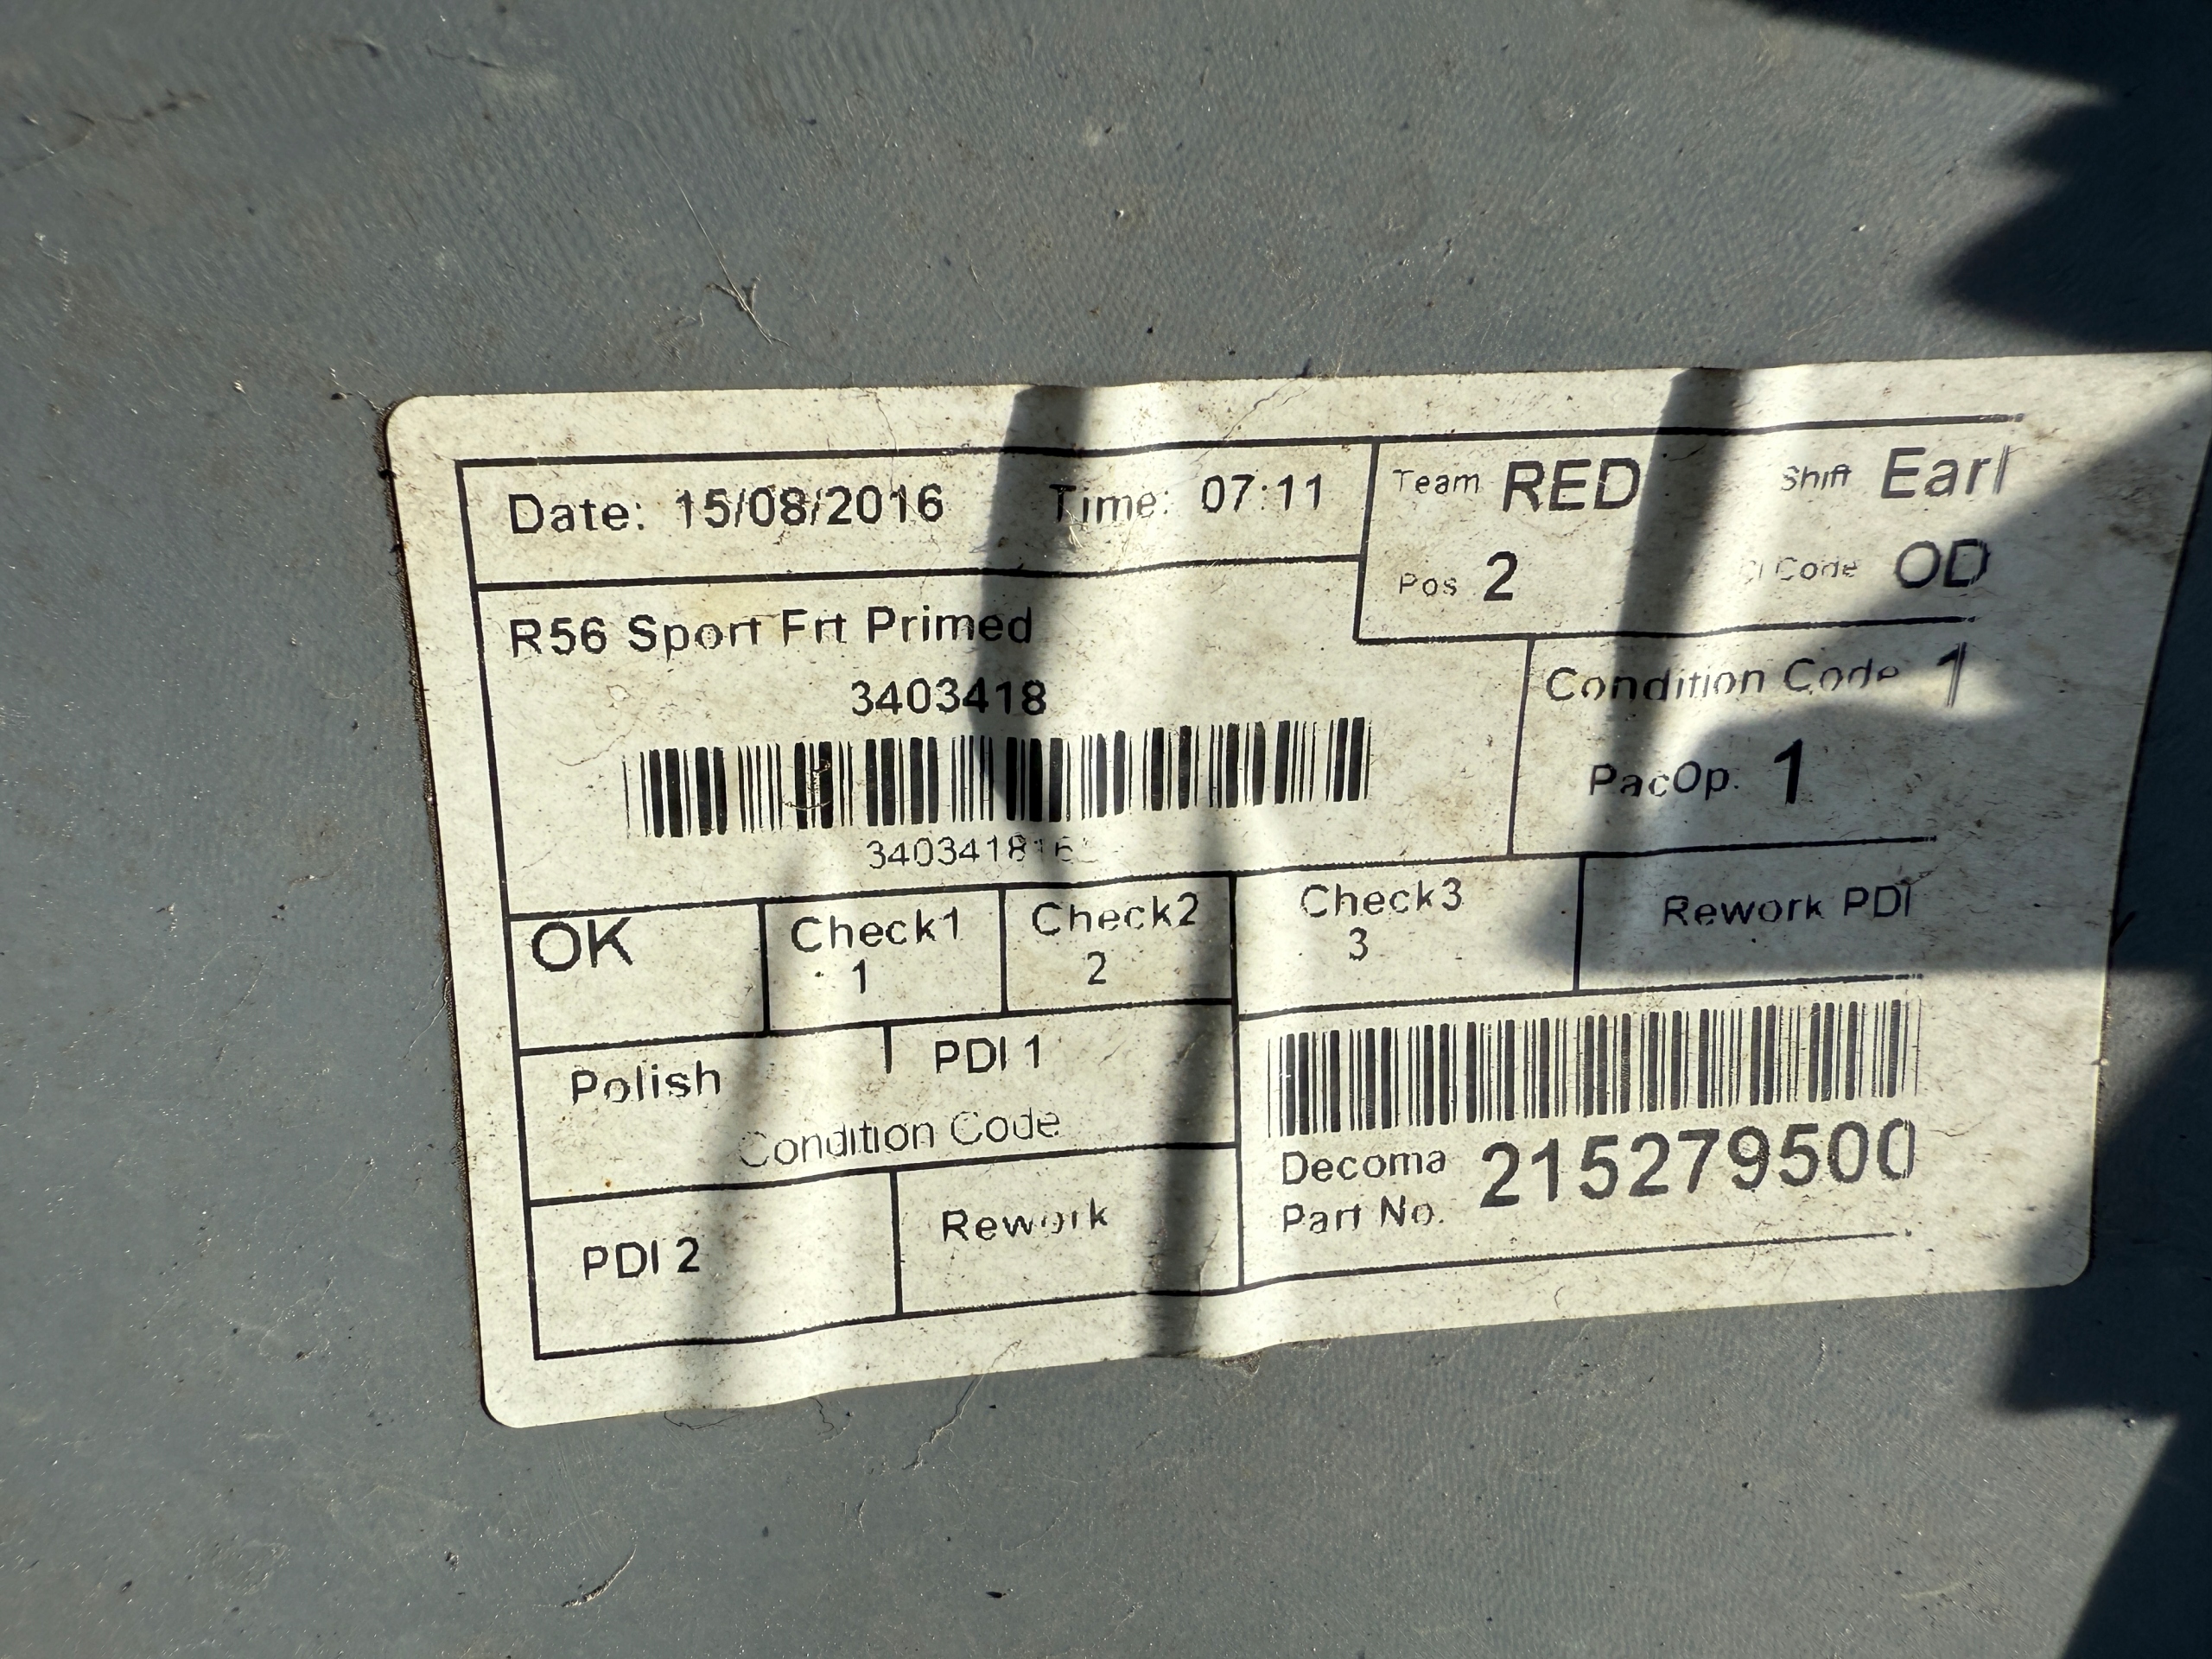 Date: 15/08/2016 Time: 07:11
Team RED Shift Earl
Pos 2 Code OD
R56 Sport Frt Primed
3403418
Condition Code 1
PacOp. 1
OK
Check1
1
Check2
2
Check3
3
Rework PDI
Polish
PDI 1
Condition Code
Decoma
Part No. 215279500
PDI 2
Rework